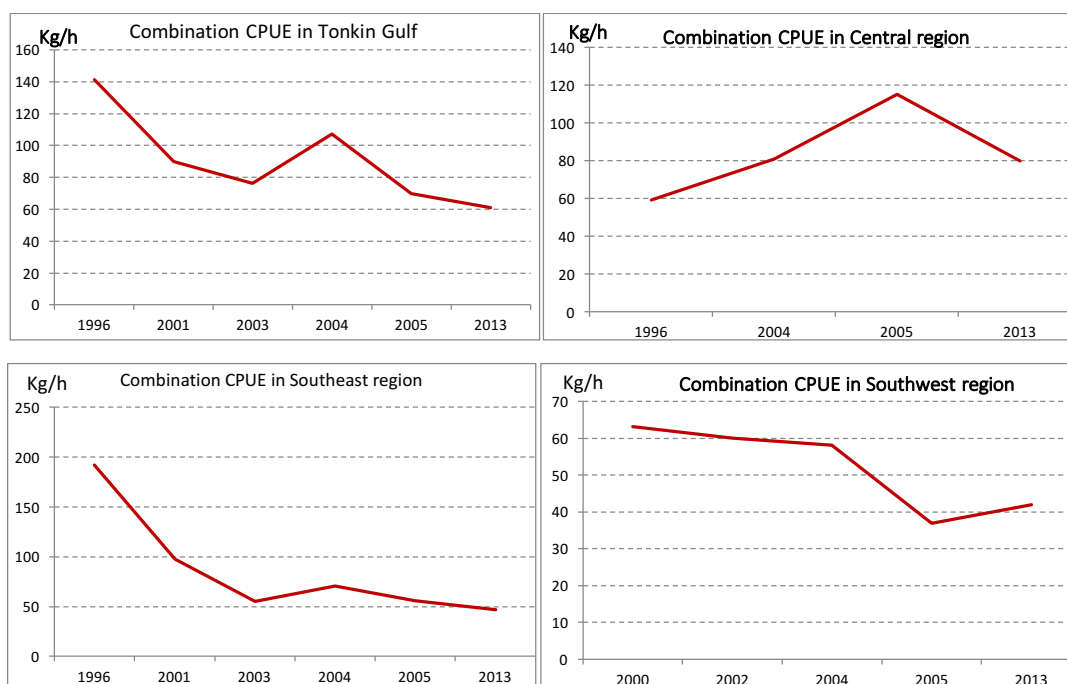 Kg/h
Combination CPUE in Tonkin Gulf
160
140
120
100
80
60
40
20
0
1996 2001 2003 2004 2005 2013
Kg/h
Combination CPUE in Central region
140
120
100
80
60
40
20
0
1996 2004 2005 2013
Kg/h
Combination CPUE in Southeast region
250
200
150
100
50
0
1996 2001 2003 2004 2005 2013
Kg/h
Combination CPUE in Southwest region
70
60
50
40
30
20
10
0
2000 2002 2004 2005 2013